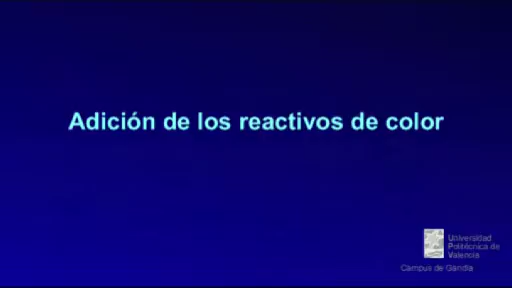 Adición de los reactivos de color
Universidad
Politécnica de
Valencia
Campus de Gandia